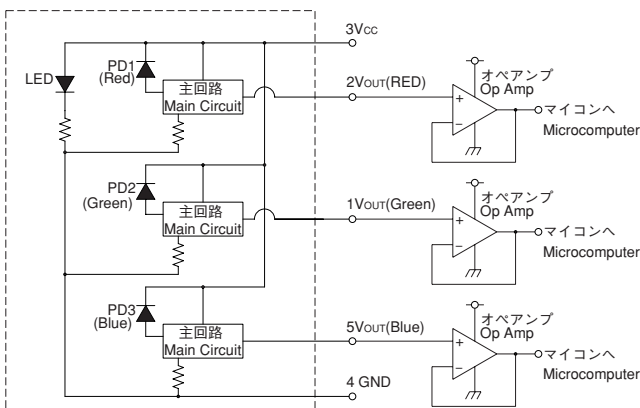 3Vcc
LED
PD1
(Red)
主回路
Main Circuit
2VOUT(RED)
オペアンプ
Op Amp
マイコンへ
Microcomputer
PD2
(Green)
主回路
Main Circuit
1VOUT(Green)
オペアンプ
Op Amp
マイコンへ
Microcomputer
PD3
(Blue)
主回路
Main Circuit
5VOUT(Blue)
オペアンプ
Op Amp
マイコンへ
Microcomputer
4 GND